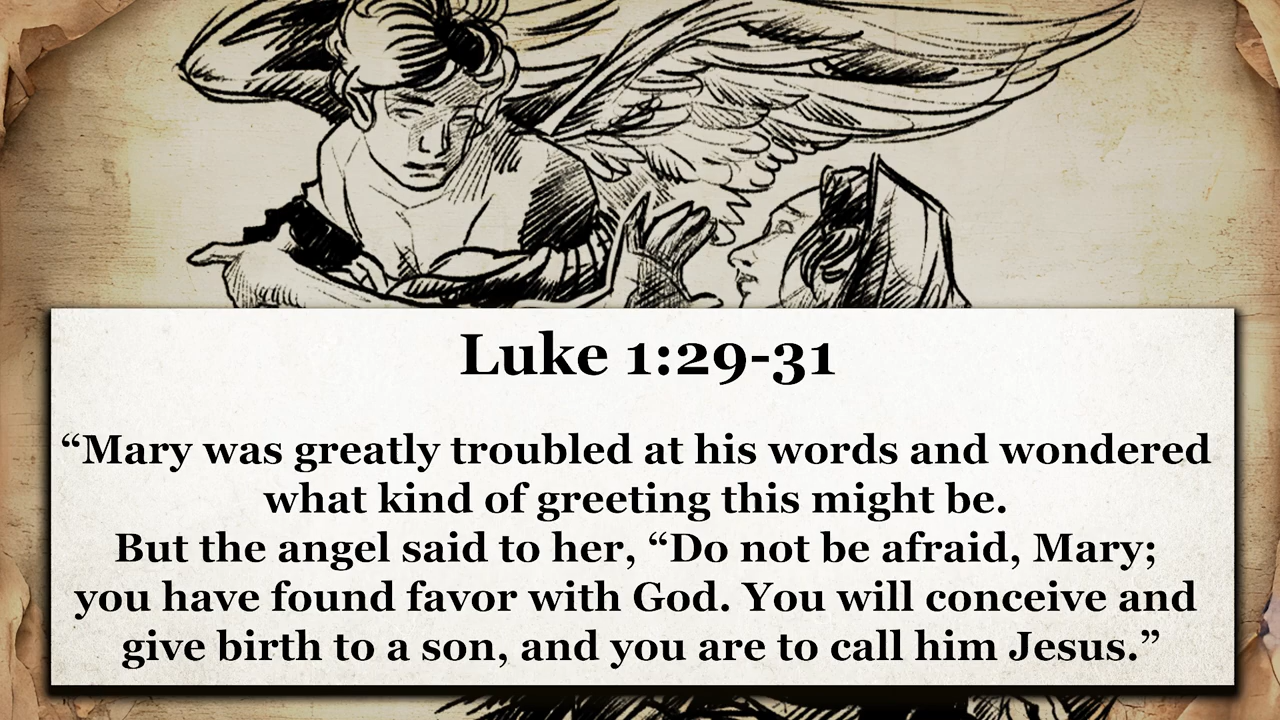 Luke 1:29-31
“Mary was greatly troubled at his words and wondered
what kind of greeting this might be.
But the angel said to her, “Do not be afraid, Mary;
you have found favor with God. You will conceive and
give birth to a son, and you are to call him Jesus.”